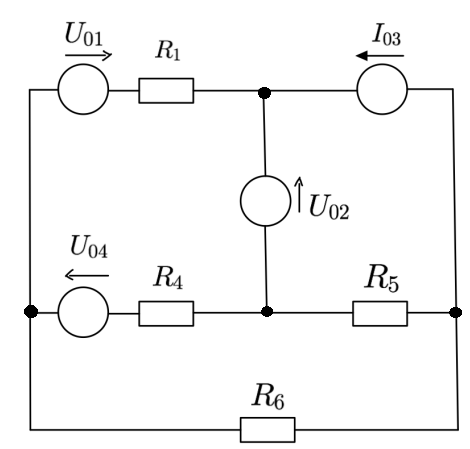 U₀₁
R₁
I₀₃
U₀₂
U₀₄
R₄
R₅
R₆